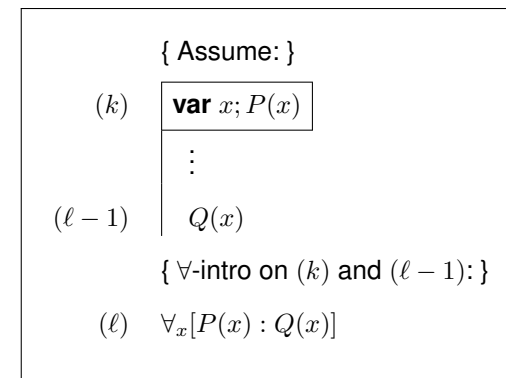 { Assume: }
(k) var x; P(x)
⋮
(ℓ − 1) Q(x)
{ ∀-intro on (k) and (ℓ − 1): }
(ℓ) ∀x[P(x) : Q(x)]